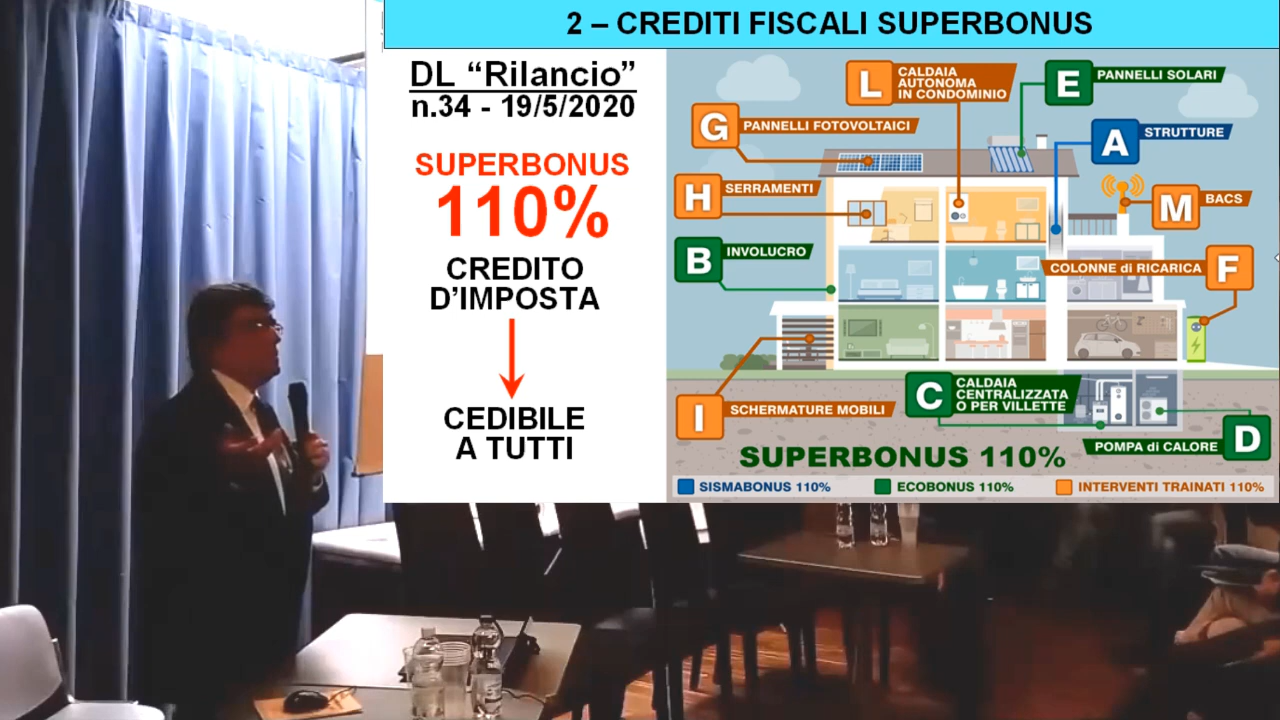 2 – CREDITI FISCALI SUPERBONUS
DL “Rilancio”
n.34 - 19/5/2020
SUPERBONUS
110%
CREDITO
D’IMPOSTA
CEDIBILE
A TUTTI
L
CALDAIA
AUTONOMA
IN CONDOMINIO
E
PANNELLI SOLARI
G
PANNELLI FOTOVOLTAICI
A
STRUTTURE
H
SERRAMENTI
M
BACS
B
INVOLUCRO
COLONNE di RICARICA
F
I
SCHERMATURE MOBILI
C
CALDAIA
CENTRALIZZATA
O PER VILLETTE
POMPA di CALORE
D
SUPERBONUS 110%
SISMABONUS 110%
ECOBONUS 110%
INTERVENTI TRAINATI 110%